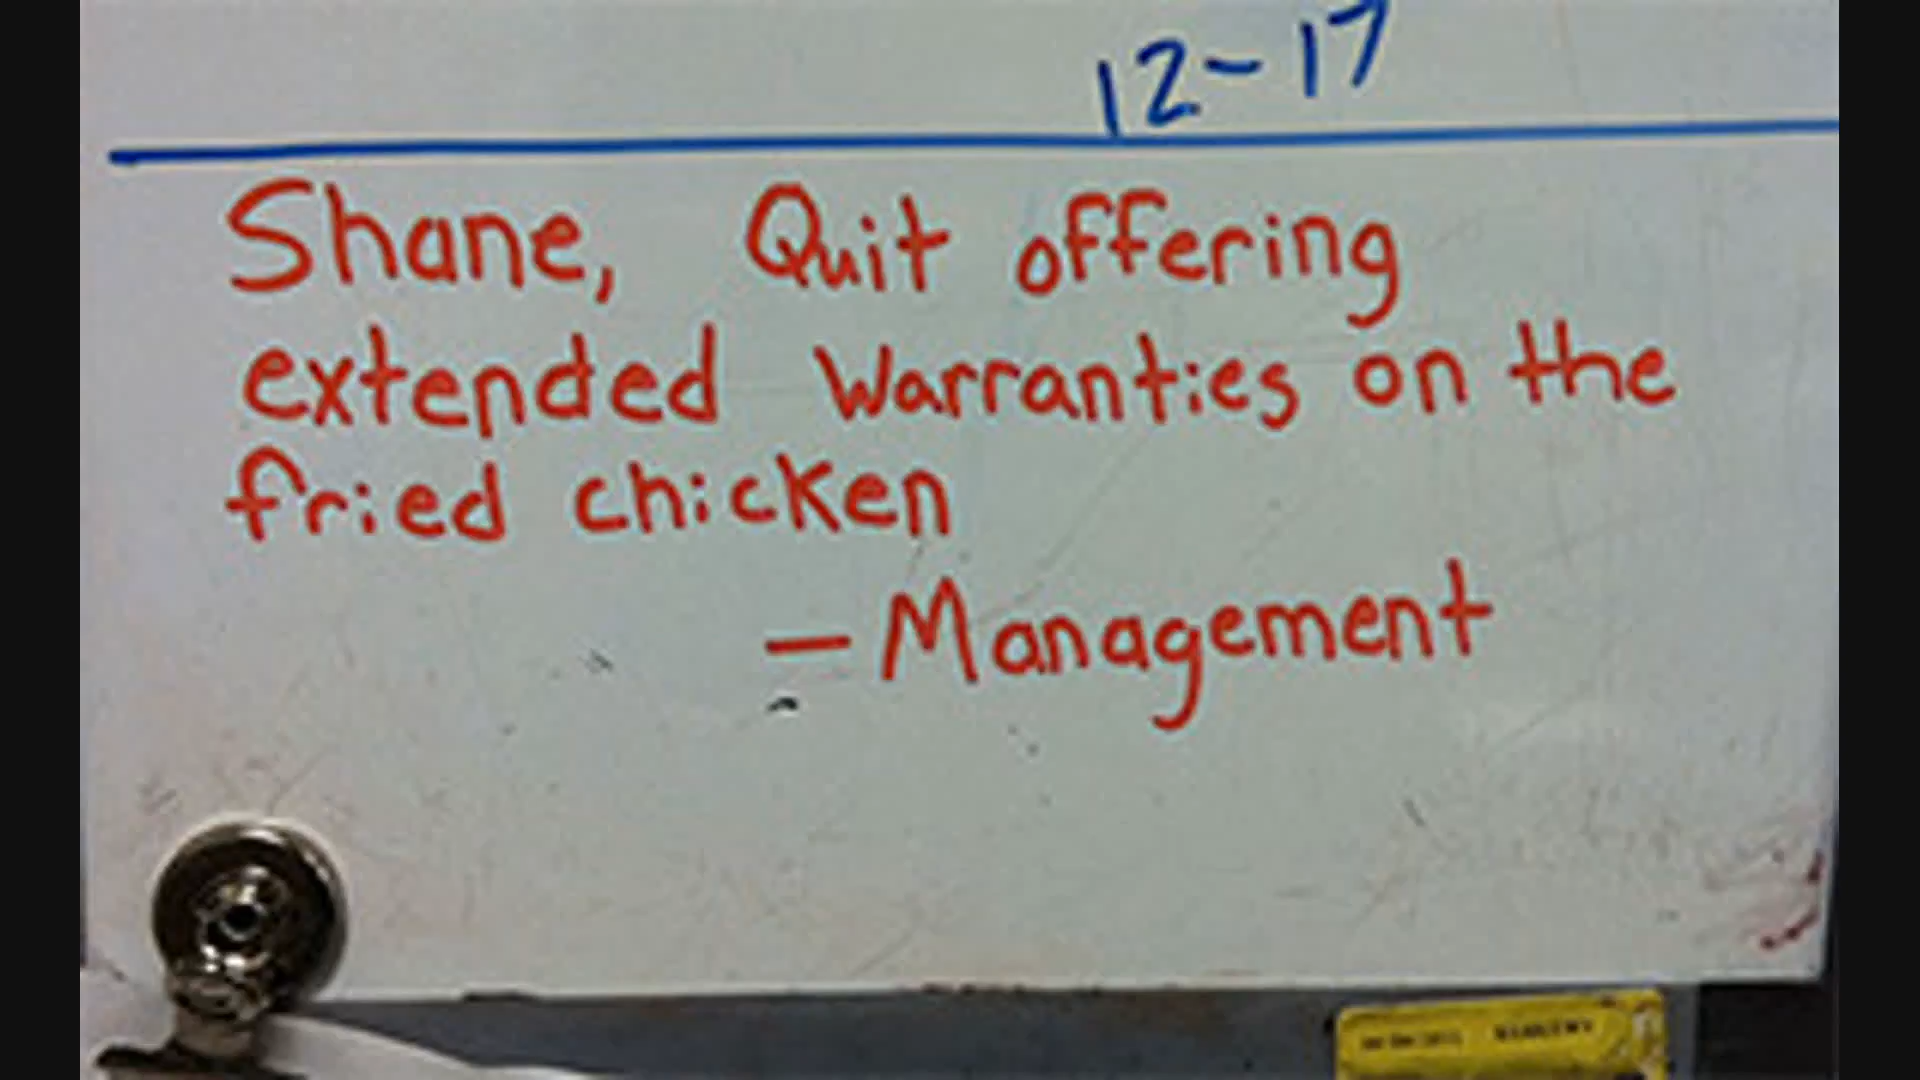 12-17
Shane, Quit offering
extended warranties on the
fried chicken
- Management